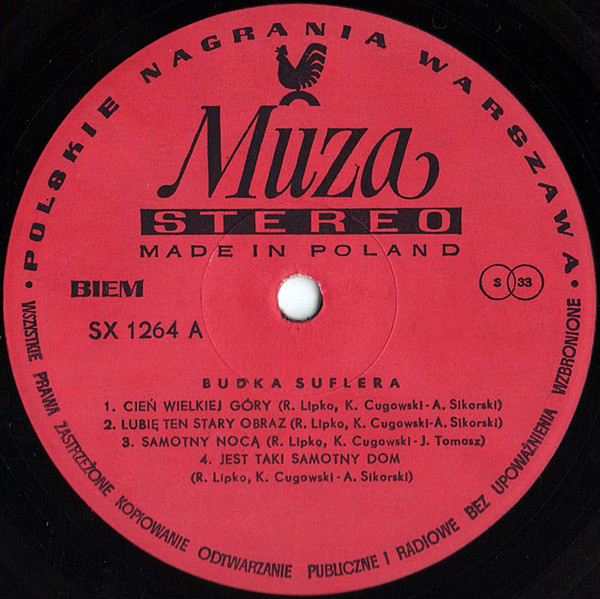 • POLSKIE NAGRANIA WARSZAWA •
Muza
STEREO
MADE IN POLAND
BIEM
S 33
SX 1264 A
BUDKA SUFLERA
1. CIEŃ WIELKIEJ GÓRY (R. Lipko, K. Cugowski-A. Sikorski)
2. LUBIĘ TEN STARY OBRAZ (R. Lipko, K. Cugowski-A. Sikorski)
3. SAMOTNY NOCĄ (R. Lipko, K. Cugowski-J. Tomasz)
4. JEST TAKI SAMOTNY DOM
(R. Lipko, K. Cugowski-A. Sikorski)
WSZYSTKIE PRAWA ZASTRZEŻONE KOPIOWANIE ODTWARZANIE PUBLICZNE I RADIOWE BEZ UPOWAŻNIENIA WZBRONIONE